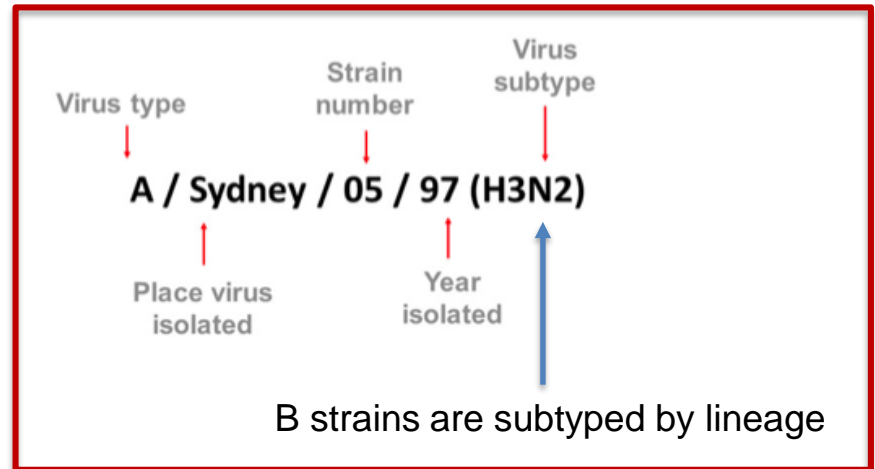 Virus type
Strain
number
Virus
subtype
A / Sydney / 05 / 97 (H3N2)
Place virus
isolated
Year
isolated
B strains are subtyped by lineage